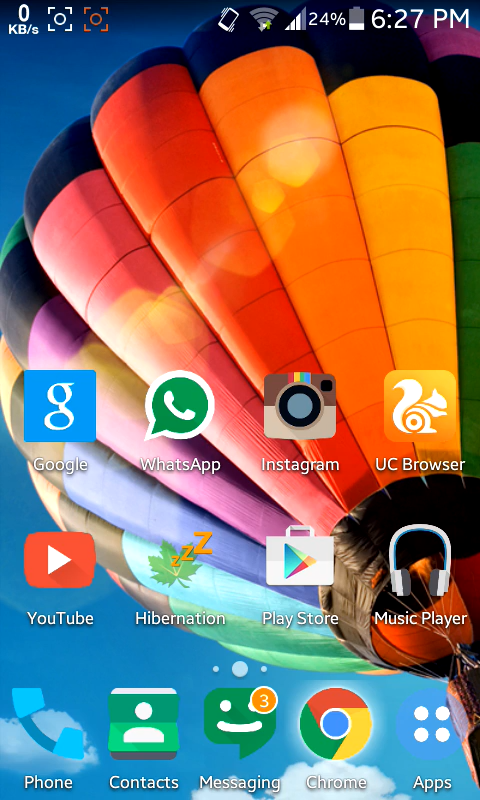 0
KB/s
24%
6:27 PM
g
Google
WhatsApp
Instagram
UC Browser
zzZ
YouTube
Hibernation
Play Store
Music Player
3
Phone
Contacts
Messaging
Chrome
Apps